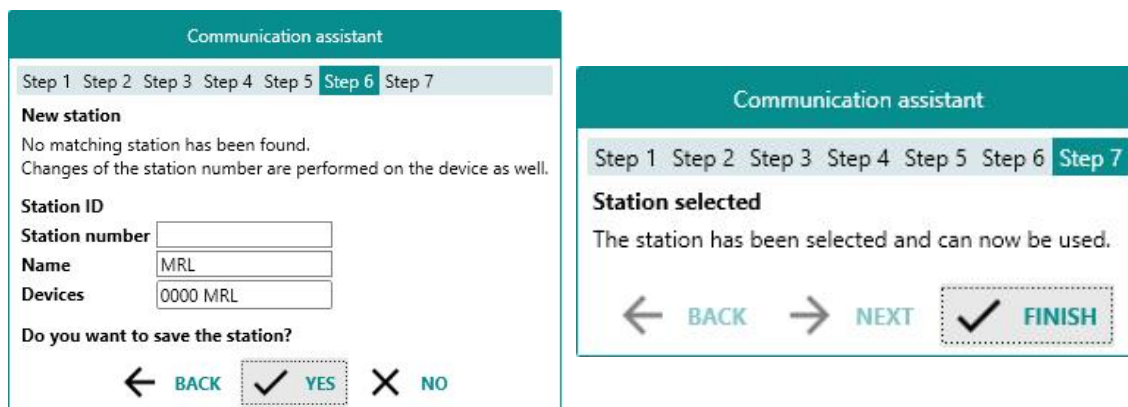 Communication assistant
Step 1 Step 2 Step 3 Step 4 Step 5 Step 6 Step 7
New station
No matching station has been found.
Changes of the station number are performed on the device as well.
Station ID
Station number
Name MRL
Devices 0000 MRL
Do you want to save the station?
BACK YES NO
Communication assistant
Step 1 Step 2 Step 3 Step 4 Step 5 Step 6 Step 7
Station selected
The station has been selected and can now be used.
BACK NEXT FINISH